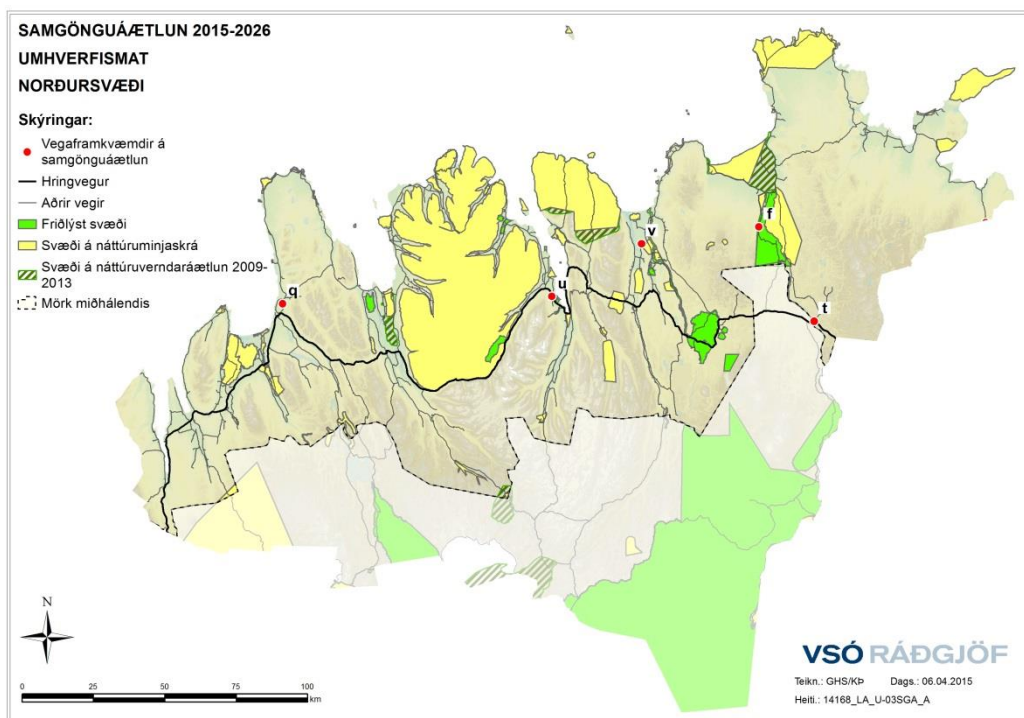 SAMGÖNGUÁÆTLUN 2015-2026
UMHVERFISMAT
NORÐURSVÆÐI
Skýringar:
Vegaframkvæmdir á
samgönguáætlun
Hringvegur
Aðrir vegir
Friðlýst svæði
Svæði á náttúruminjaskrá
Svæði á náttúruverndaráætlun 2009-
2013
Mörk miðhálendis
f
v
u
q
t
N
0 25 50 75 100
km
VSÓ RÁÐGJÖF
Teikn.: GHS/KÞ Dags.: 06.04.2015
Heiti.: 14168_LA_U-03SGA_A